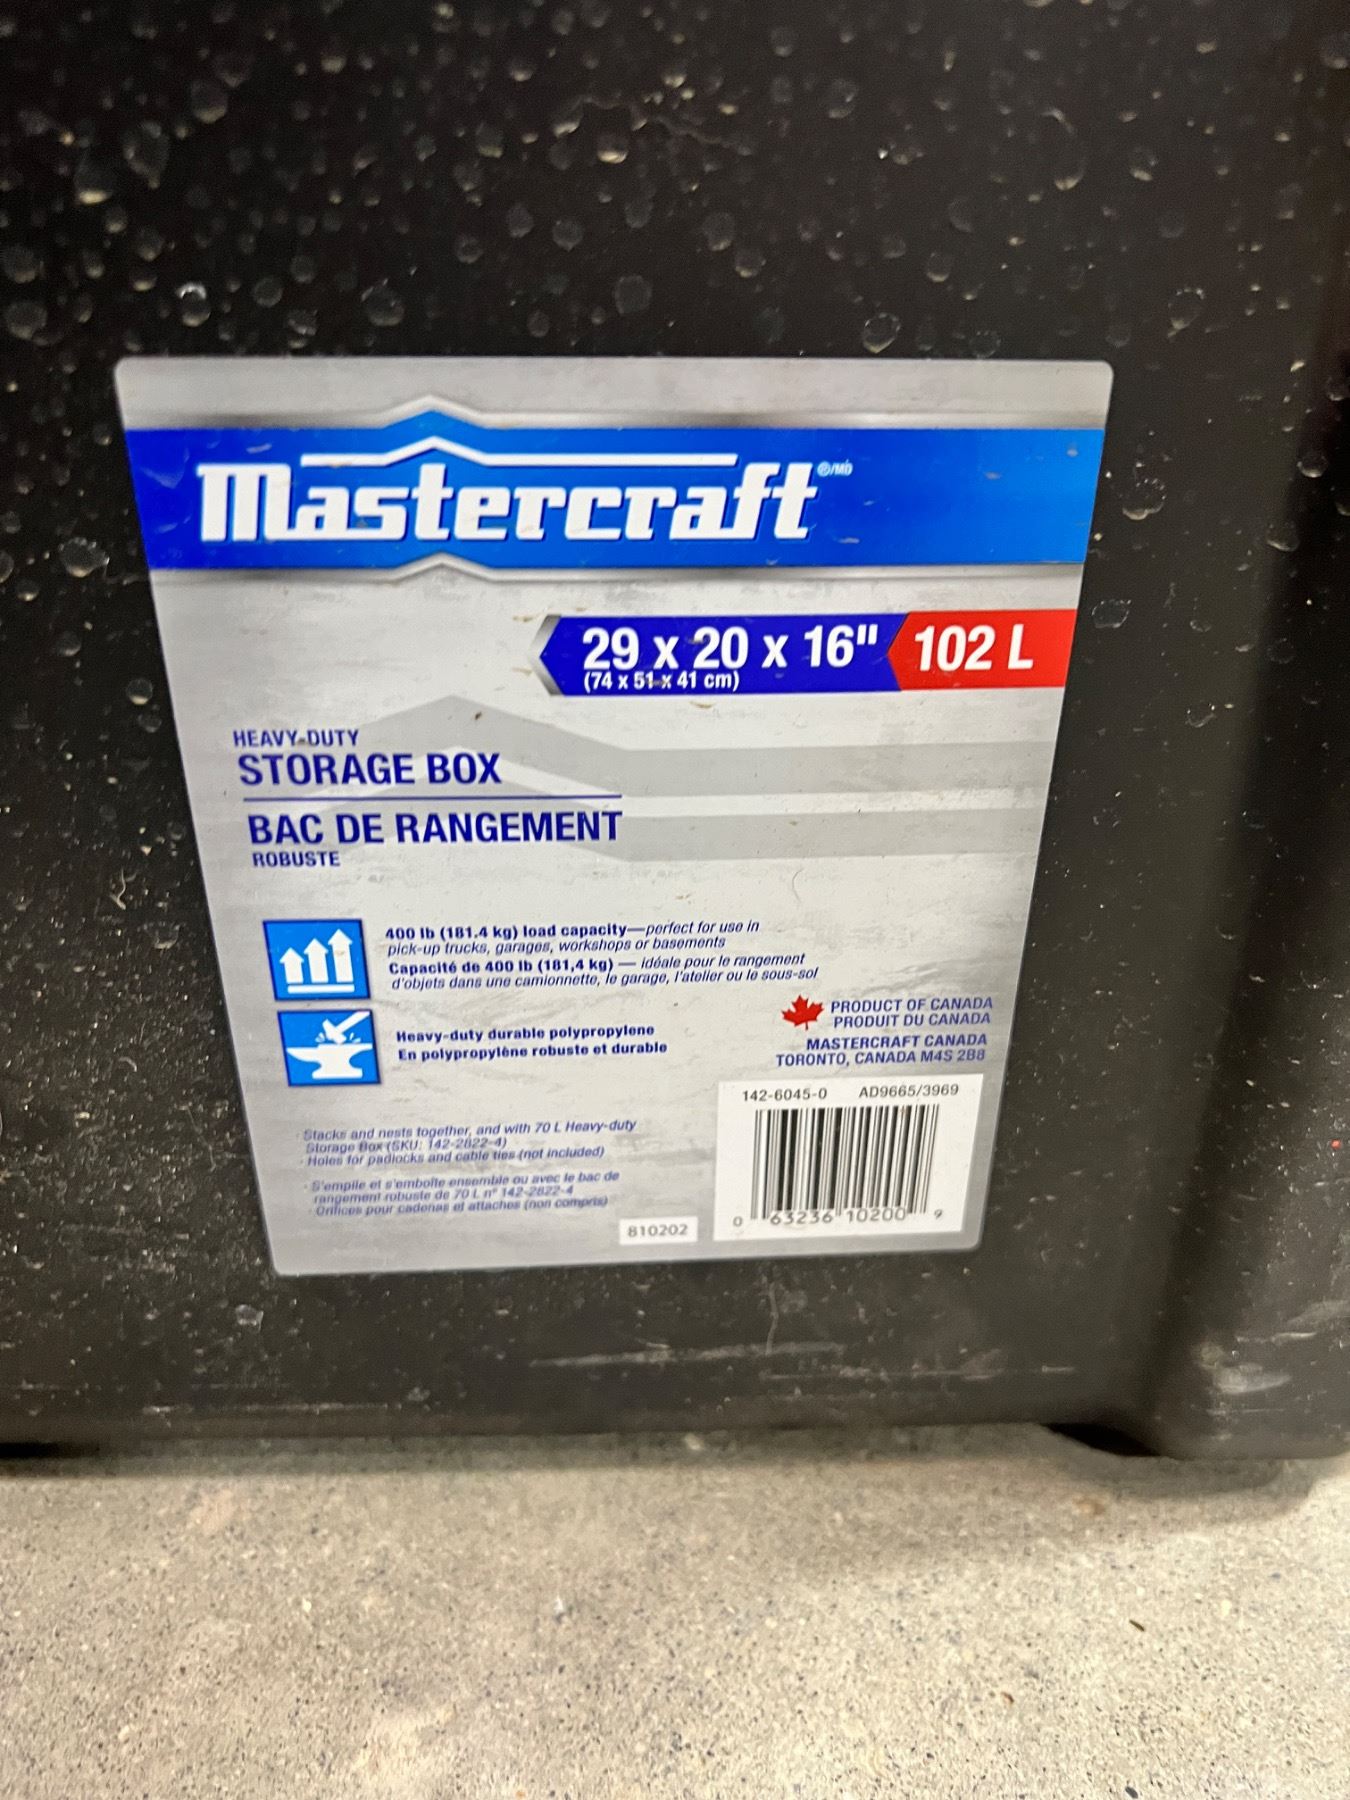 Mastercraft®/MD
29 x 20 x 16" 102 L
(74 x 51 x 41 cm)
HEAVY-DUTY
STORAGE BOX
BAC DE RANGEMENT
ROBUSTE
400 lb (181.4 kg) load capacity—perfect for use in
pick-up trucks, garages, workshops or basements
Capacité de 400 lb (181,4 kg) — idéale pour le rangement
d'objets dans une camionnette, le garage, l'atelier ou le sous-sol
Heavy-duty durable polypropylene
En polypropylène robuste et durable
PRODUCT OF CANADA
PRODUIT DU CANADA
MASTERCRAFT CANADA
TORONTO, CANADA M4S 2B8
142-6045-0 AD9665/3969
· Stacks and nests together, and with 70 L Heavy-duty
Storage Box (SKU: 142-2822-4)
· Holes for padlocks and cable ties (not included)
· S'empile et s'emboîte ensemble ou avec le bac de
rangement robuste de 70 L n° 142-2822-4
· Orifices pour cadenas et attaches (non compris)
810202
0 63236 10200 9